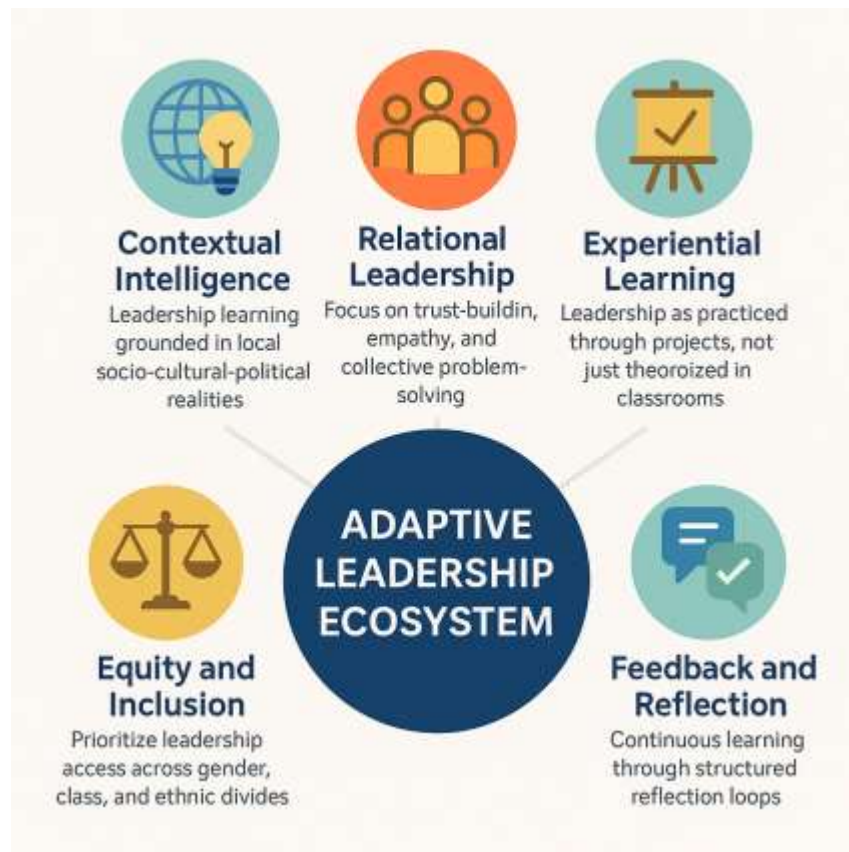 Contextual
Intelligence
Leadership learning
grounded in local
socio-cultural-political
realities
Relational
Leadership
Focus on trust-buildin,
empathy, and
collective problem-
solving
Experiential
Learning
Leadership as practiced
through projects, not
just theoroized in
classrooms
ADAPTIVE
LEADERSHIP
ECOSYSTEM
Equity and
Inclusion
Prioritize leadership
access across gender,
class, and ethnic divides
Feedback and
Reflection
Continuous learning
through structured
reflection loops